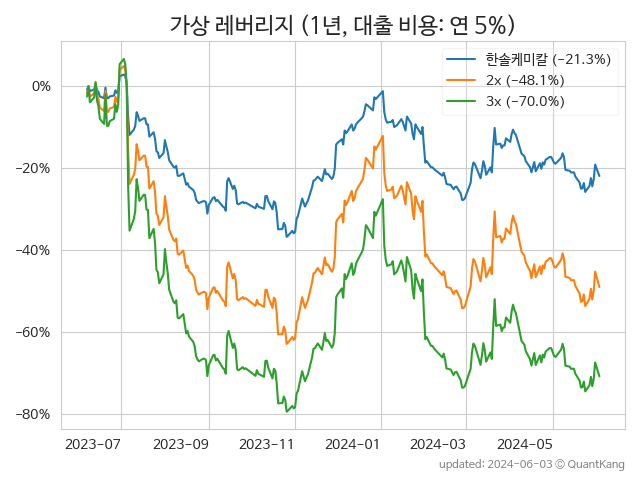 가상 레버리지 (1년, 대출 비용: 연 5%)
한솔케미칼 (−21.3%)
2x (−48.1%)
3x (−70.0%)
0%
−20%
−40%
−60%
−80%
2023-07 2023-09 2023-11 2024-01 2024-03 2024-05
updated: 2024-06-03 ⓒ QuantKang